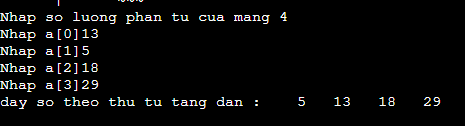 Nhap so luong phan tu cua mang 4
Nhap a[0]13
Nhap a[1]5
Nhap a[2]18
Nhap a[3]29
day so theo thu tu tang dan :    5   13   18   29